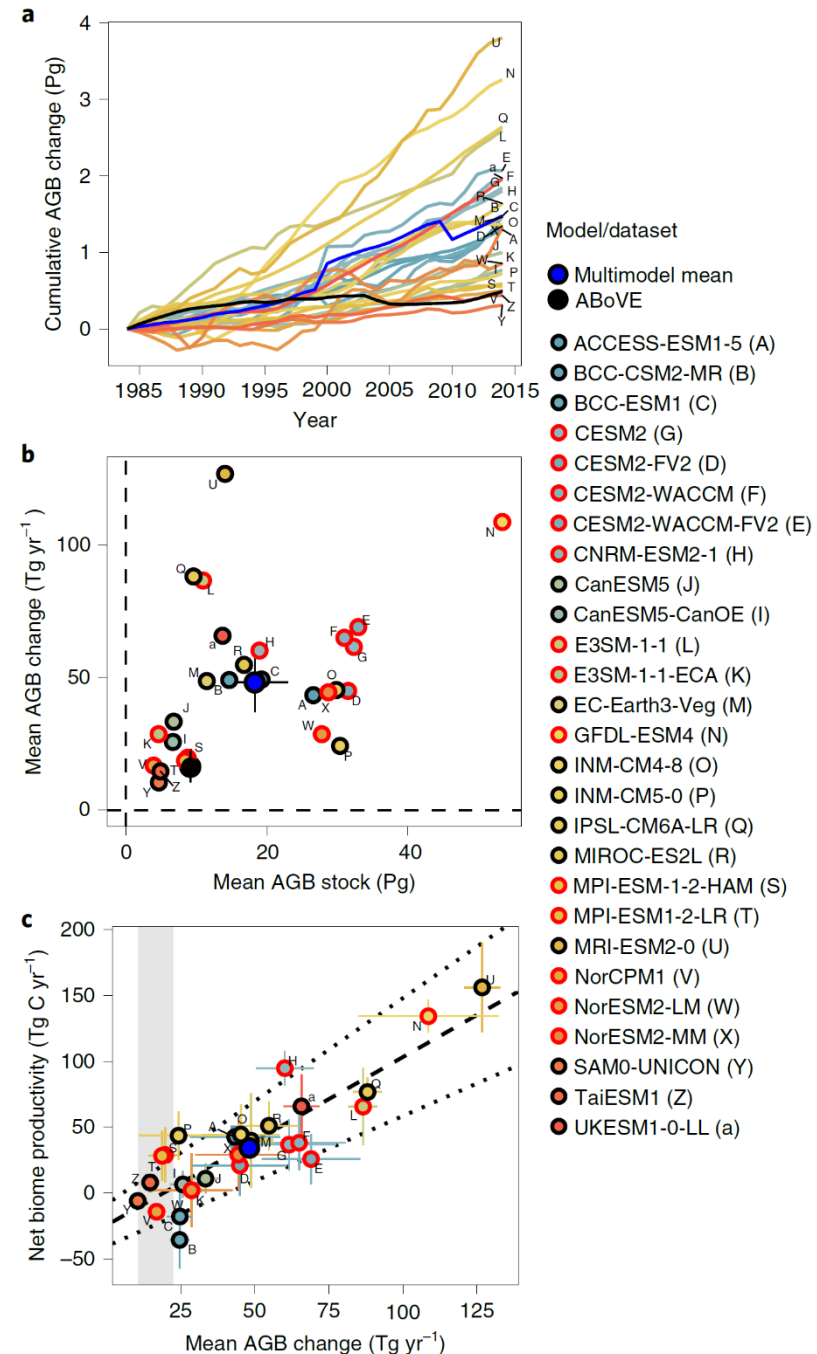 a
4
3
2
1
0
Cumulative AGB change (Pg)
U
N
Q
L
E
a
F
G
H
R
B
C
M
O
D
X
A
J
W
K
I
P
S
T
V
Z
Y
1985 1990 1995 2000 2005 2010 2015
Year
b
100
50
0
Mean AGB change (Tg yr−1)
U
N
Q
L
a
H
F
E
G
R
M
B
C
A
X
O
D
J
W
P
K
I
S
V
T
Z
Y
0 20 40
Mean AGB stock (Pg)
c
200
150
100
50
0
−50
Net biome productivity (Tg C yr−1)
U
N
H
Q
a
L
P
A
O
R
M
F
S
X
G
E
T
I
J
D
Z
K
Y
V
W
C
B
25 50 75 100 125
Mean AGB change (Tg yr−1)
Model/dataset
Multimodel mean
ABoVE
ACCESS-ESM1-5 (A)
BCC-CSM2-MR (B)
BCC-ESM1 (C)
CESM2 (G)
CESM2-FV2 (D)
CESM2-WACCM (F)
CESM2-WACCM-FV2 (E)
CNRM-ESM2-1 (H)
CanESM5 (J)
CanESM5-CanOE (I)
E3SM-1-1 (L)
E3SM-1-1-ECA (K)
EC-Earth3-Veg (M)
GFDL-ESM4 (N)
INM-CM4-8 (O)
INM-CM5-0 (P)
IPSL-CM6A-LR (Q)
MIROC-ES2L (R)
MPI-ESM-1-2-HAM (S)
MPI-ESM1-2-LR (T)
MRI-ESM2-0 (U)
NorCPM1 (V)
NorESM2-LM (W)
NorESM2-MM (X)
SAM0-UNICON (Y)
TaiESM1 (Z)
UKESM1-0-LL (a)